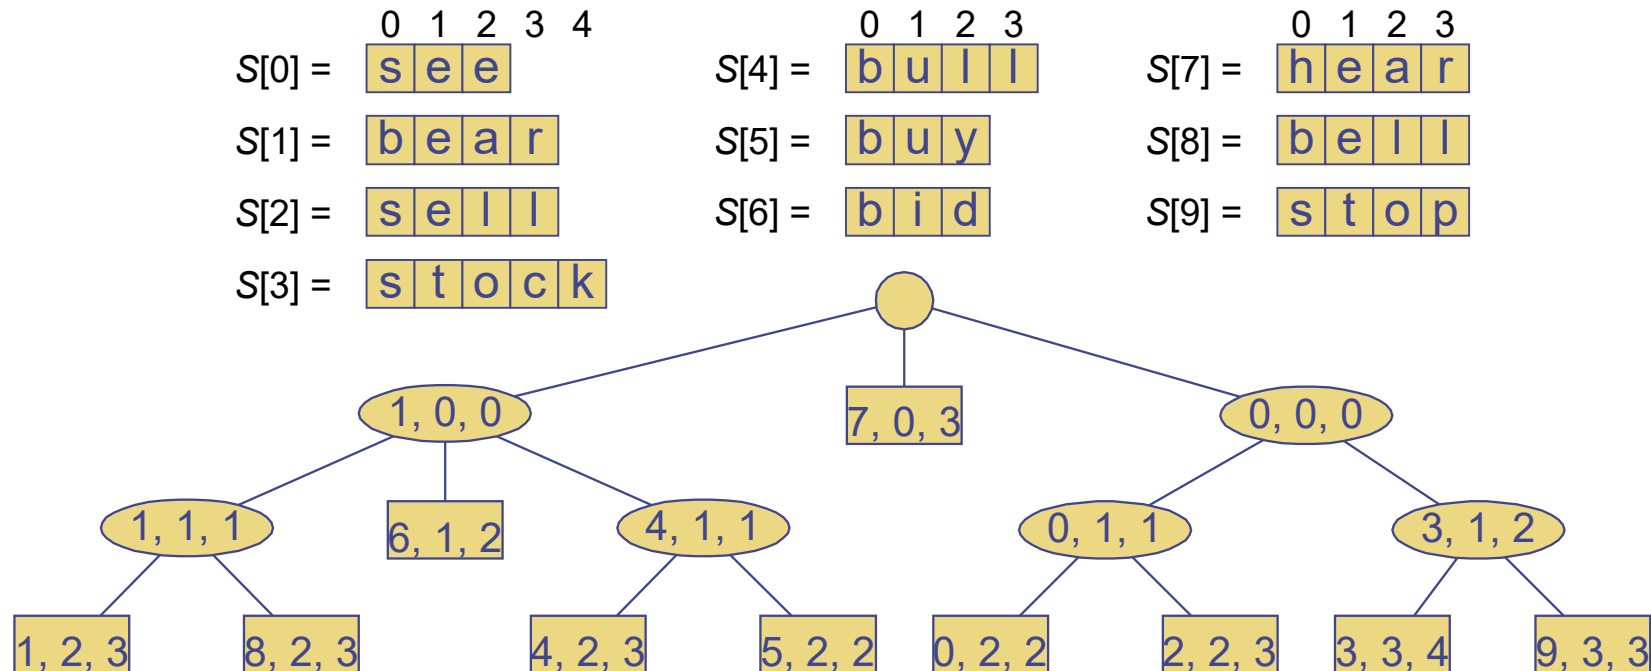 0 1 2 3 4
0 1 2 3
0 1 2 3
S[0] = s e e
S[4] = b u l l
S[7] = h e a r
S[1] = b e a r
S[5] = b u y
S[8] = b e l l
S[2] = s e l l
S[6] = b i d
S[9] = s t o p
S[3] = s t o c k
1, 0, 0
7, 0, 3
0, 0, 0
1, 1, 1
6, 1, 2
4, 1, 1
0, 1, 1
3, 1, 2
1, 2, 3
8, 2, 3
4, 2, 3
5, 2, 2
0, 2, 2
2, 2, 3
3, 3, 4
9, 3, 3